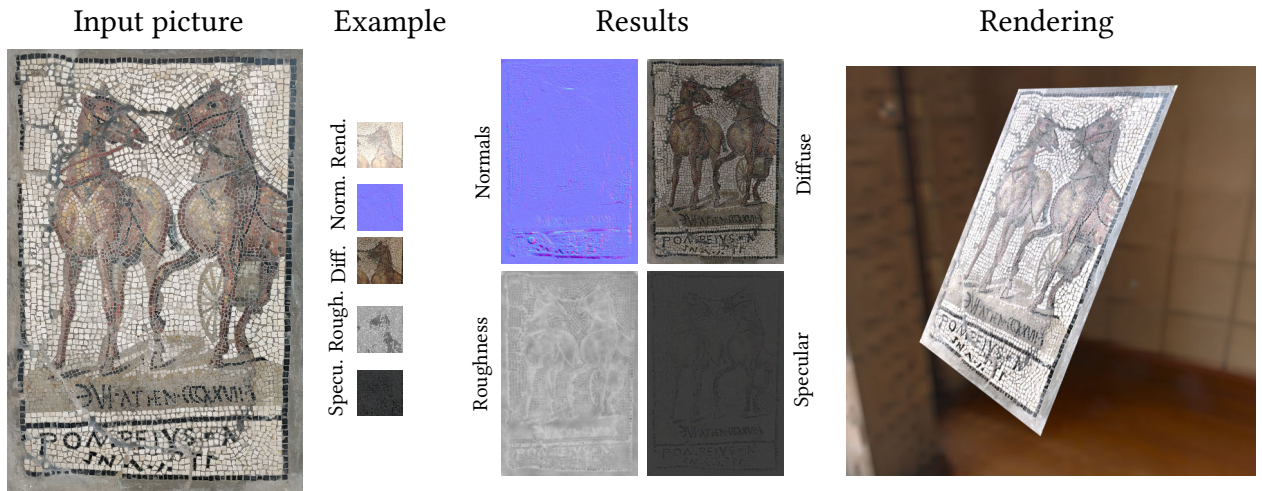 Input picture
Example
Results
Rendering
Rend.
Norm.
Diff.
Rough.
Specu.
Normals
Diffuse
Roughness
Specular